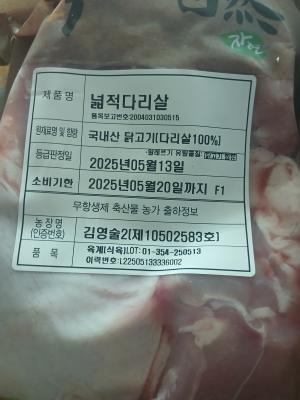 자연
제품명 넓적다리살
품목보고번호:2004031030515
원재료명 및 함량 국내산 닭고기(다리살100%)
등급판정일
2025년05월13일
소비기한 2025년05월20일까지 F1
무항생제 축산물 농가 출하정보
농장명 김영술2(제10502583호)
(인증번호)
품목 육계(식육)LOT:01-354-250513
이력번호:L22505133336002